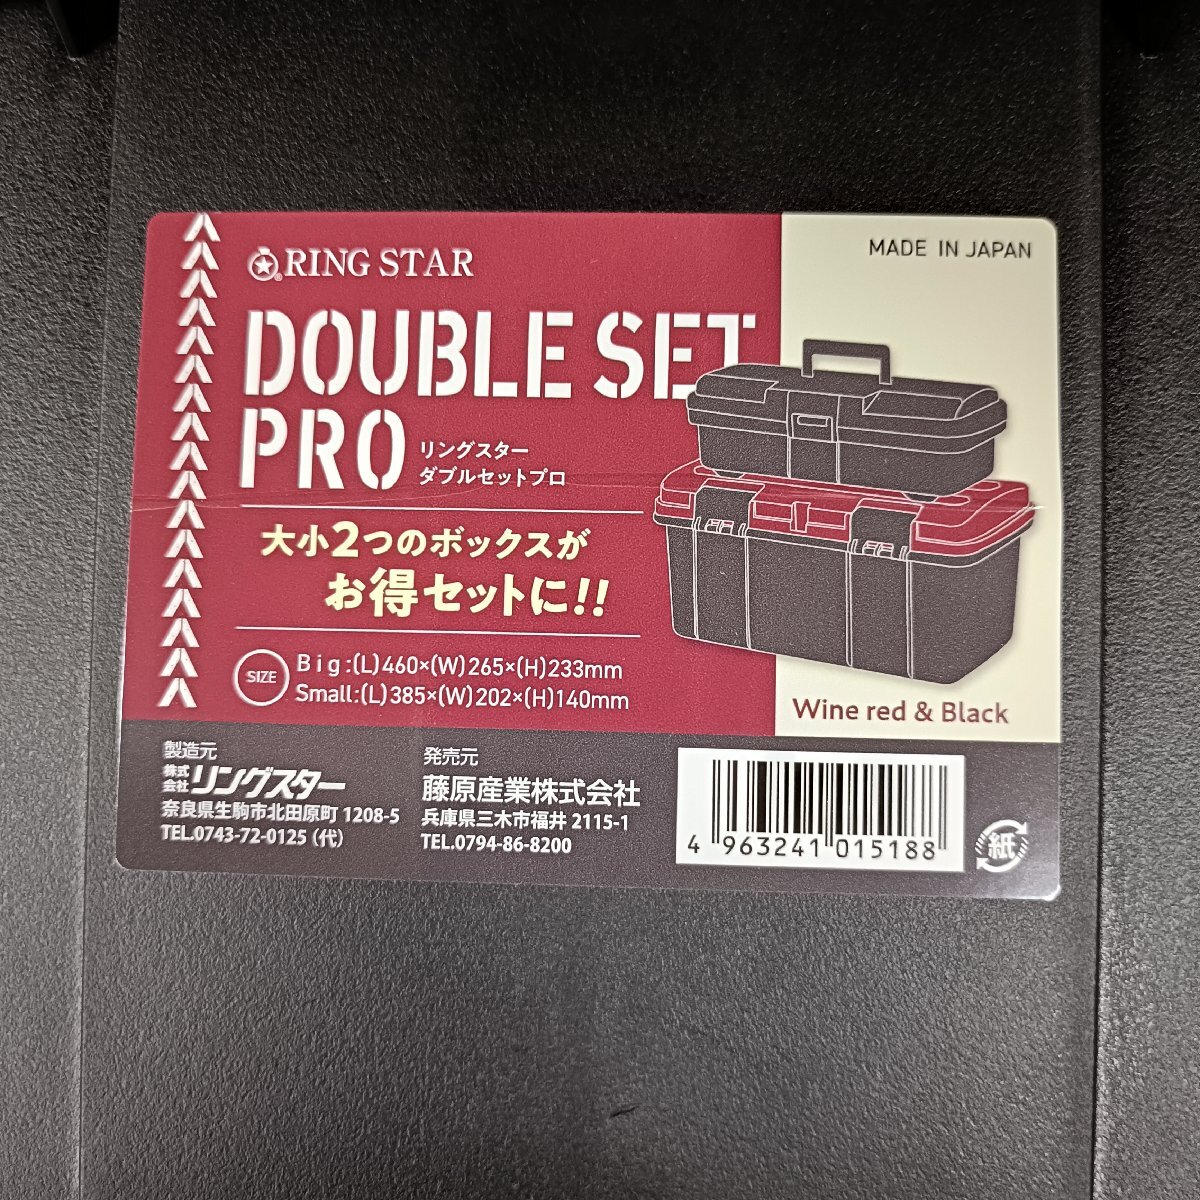 RING STAR
MADE IN JAPAN
DOUBLE SET
PRO
リングスター
ダブルセットプロ
大小2つのボックスが
お得セットに!!
SIZE
Big:(L)460×(W)265×(H)233mm
Small:(L)385×(W)202×(H)140mm
Wine red & Black
製造元
株式会社リングスター
奈良県生駒市北田原町 1208-5
TEL.0743-72-0125 (代)
発売元
藤原産業株式会社
兵庫県三木市福井 2115-1
TEL.0794-86-8200
4 963241 015188
紙